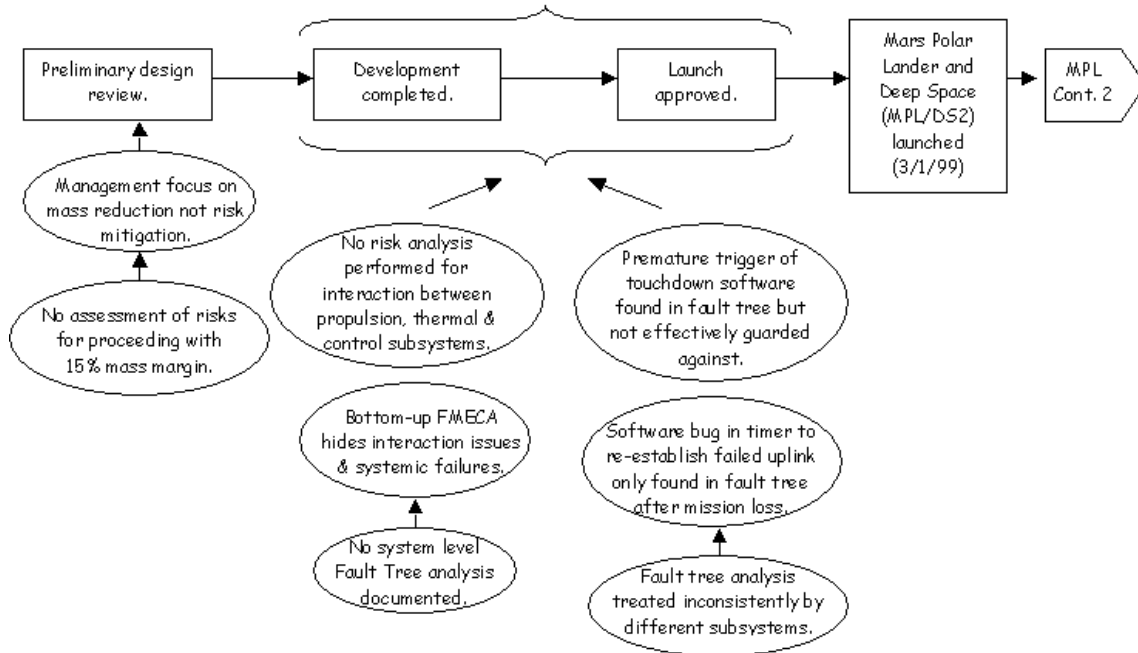 Preliminary design
review.
Development
completed.
Launch
approved.
Mars Polar
Lander and
Deep Space
(MPL/DS2)
launched
(3/1/99)
MPL
Cont. 2
Management focus on
mass reduction not risk
mitigation.
No assessment of risks
for proceeding with
15% mass margin.
No risk analysis
performed for
interaction between
propulsion, thermal &
control subsystems.
Premature trigger of
touchdown software
found in fault tree but
not effectively guarded
against.
Bottom-up FMECA
hides interaction issues
& systemic failures.
Software bug in timer to
re-establish failed uplink
only found in fault tree
after mission loss.
No system level
Fault Tree analysis
documented.
Fault tree analysis
treated inconsistently by
different subsystems.